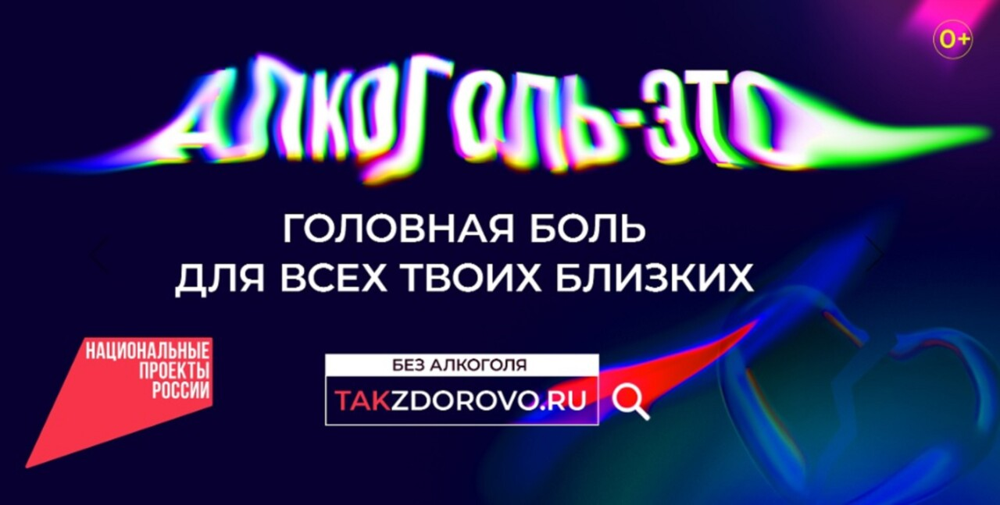 0+
АЛКОГОЛЬ-ЭТО
ГОЛОВНАЯ БОЛЬ
ДЛЯ ВСЕХ ТВОИХ БЛИЗКИХ
НАЦИОНАЛЬНЫЕ
ПРОЕКТЫ
РОССИИ
БЕЗ АЛКОГОЛЯ
TAKZDOROVO.RU